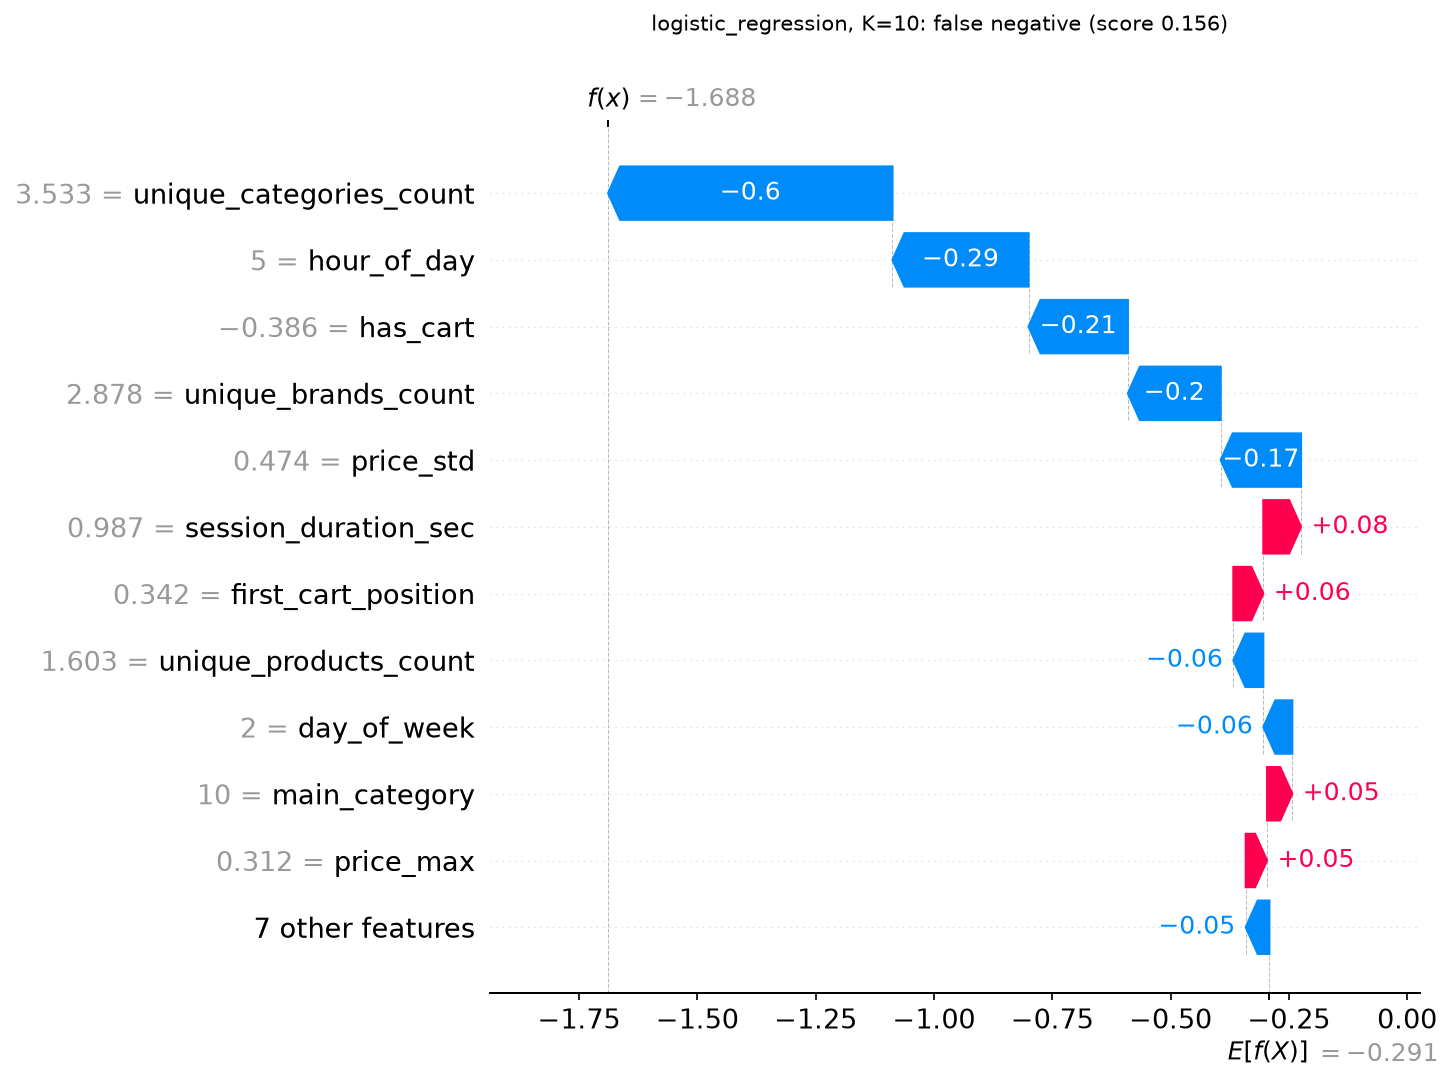 logistic_regression, K=10: false negative (score 0.156)
f(x) = −1.688
3.533 = unique_categories_count −0.6
5 = hour_of_day −0.29
−0.386 = has_cart −0.21
2.878 = unique_brands_count −0.2
0.474 = price_std −0.17
0.987 = session_duration_sec +0.08
0.342 = first_cart_position +0.06
1.603 = unique_products_count −0.06
2 = day_of_week −0.06
10 = main_category +0.05
0.312 = price_max +0.05
7 other features −0.05
−1.75 −1.50 −1.25 −1.00 −0.75 −0.50 −0.25 0.00
E[f(X)] = −0.291